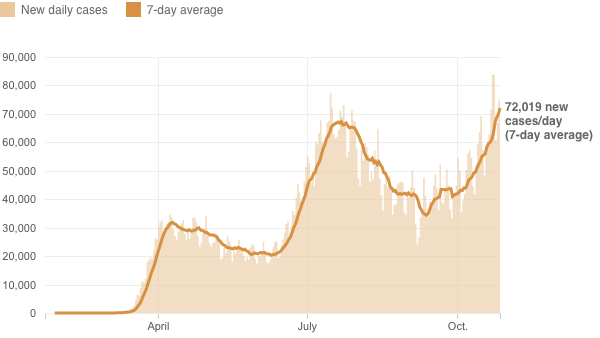 New daily cases 7-day average
90,000
80,000
70,000
60,000
50,000
40,000
30,000
20,000
10,000
0
72,019 new
cases/day
(7-day average)
April July Oct.